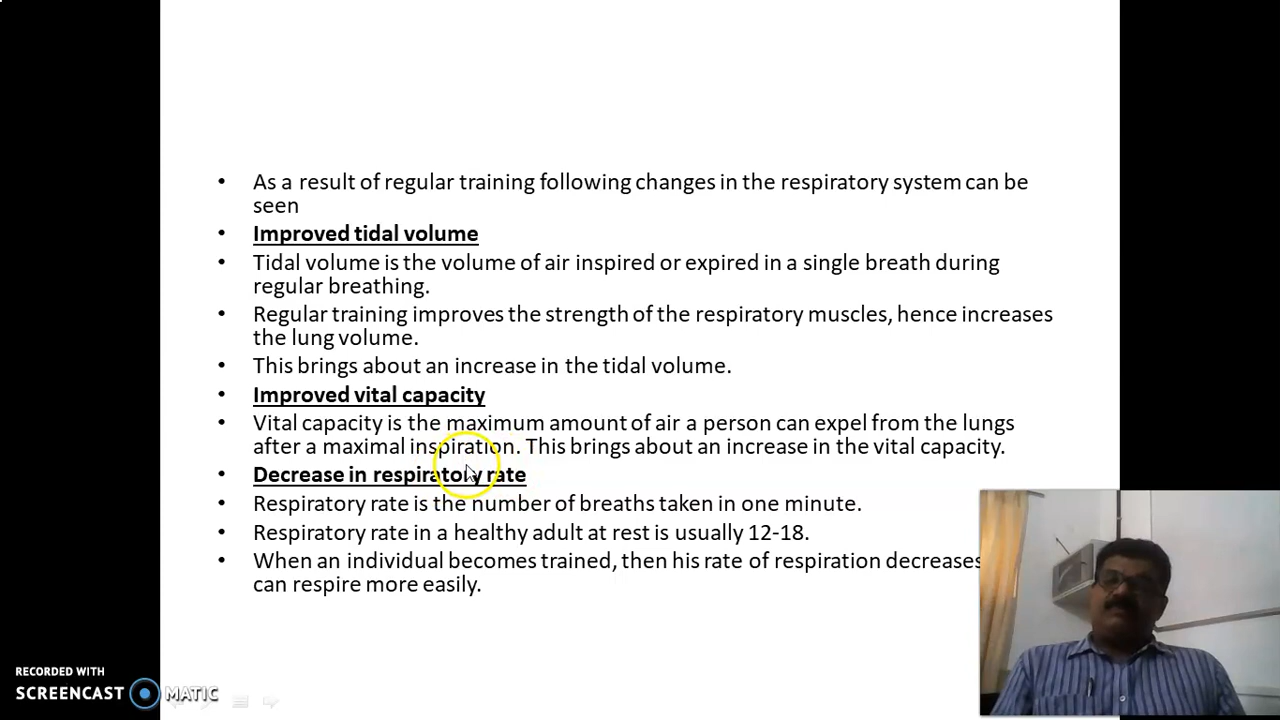 • As a result of regular training following changes in the respiratory system can be
seen
• Improved tidal volume
• Tidal volume is the volume of air inspired or expired in a single breath during
regular breathing.
• Regular training improves the strength of the respiratory muscles, hence increases
the lung volume.
• This brings about an increase in the tidal volume.
• Improved vital capacity
• Vital capacity is the maximum amount of air a person can expel from the lungs
after a maximal inspiration. This brings about an increase in the vital capacity.
• Decrease in respiratory rate
• Respiratory rate is the number of breaths taken in one minute.
• Respiratory rate in a healthy adult at rest is usually 12-18.
• When an individual becomes trained, then his rate of respiration decreases
can respire more easily.
RECORDED WITH
SCREENCAST MATIC